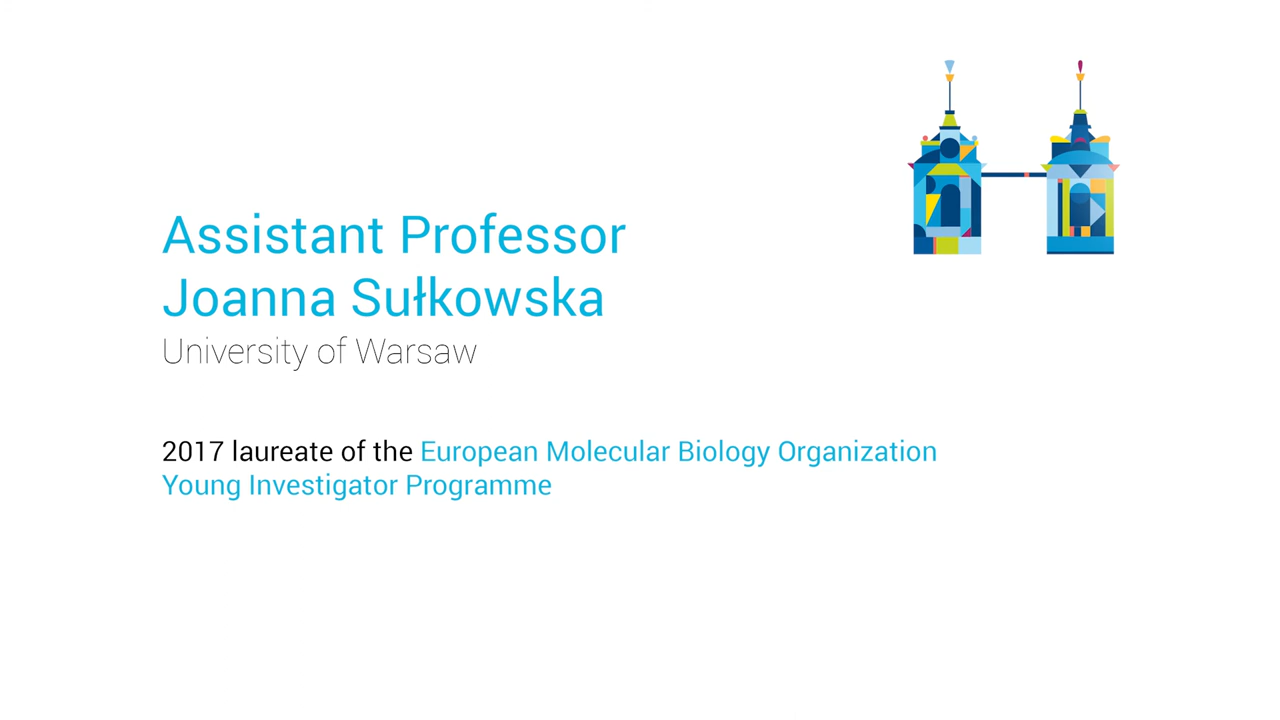 Assistant Professor
Joanna Sułkowska
University of Warsaw
2017 laureate of the European Molecular Biology Organization
Young Investigator Programme